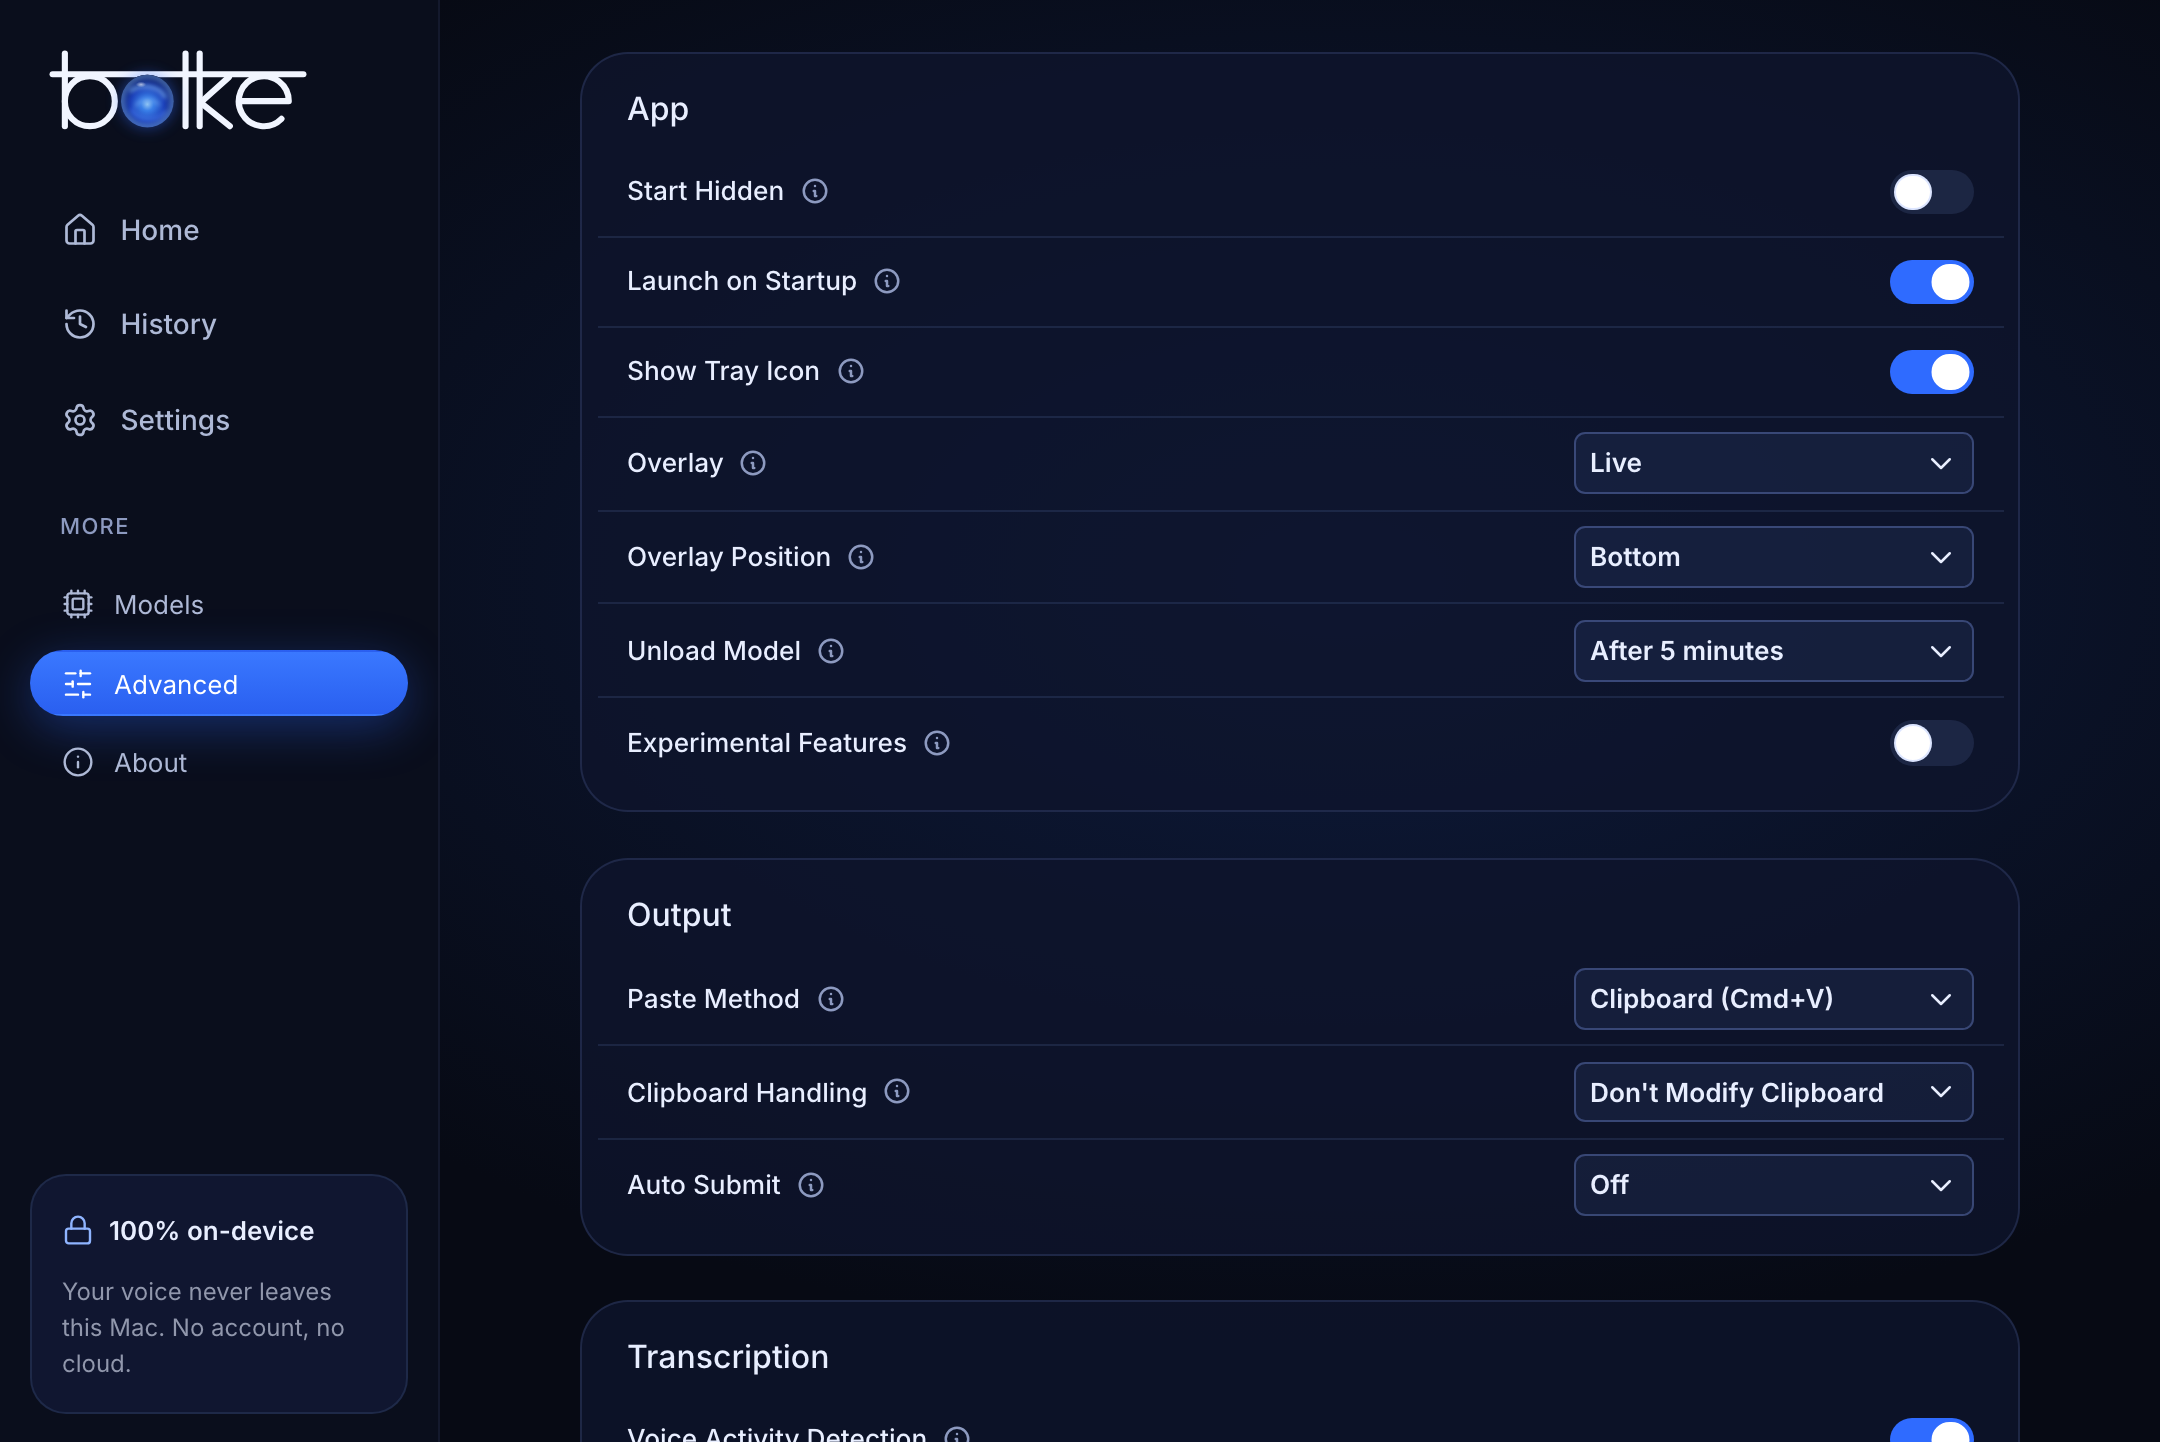 bolke
Home
History
Settings
MORE
Models
Advanced
About
100% on-device
Your voice never leaves
this Mac. No account, no
cloud.
App
Start Hidden
Launch on Startup
Show Tray Icon
Overlay
Live
Overlay Position
Bottom
Unload Model
After 5 minutes
Experimental Features
Output
Paste Method
Clipboard (Cmd+V)
Clipboard Handling
Don't Modify Clipboard
Auto Submit
Off
Transcription
Voice Activity Detection